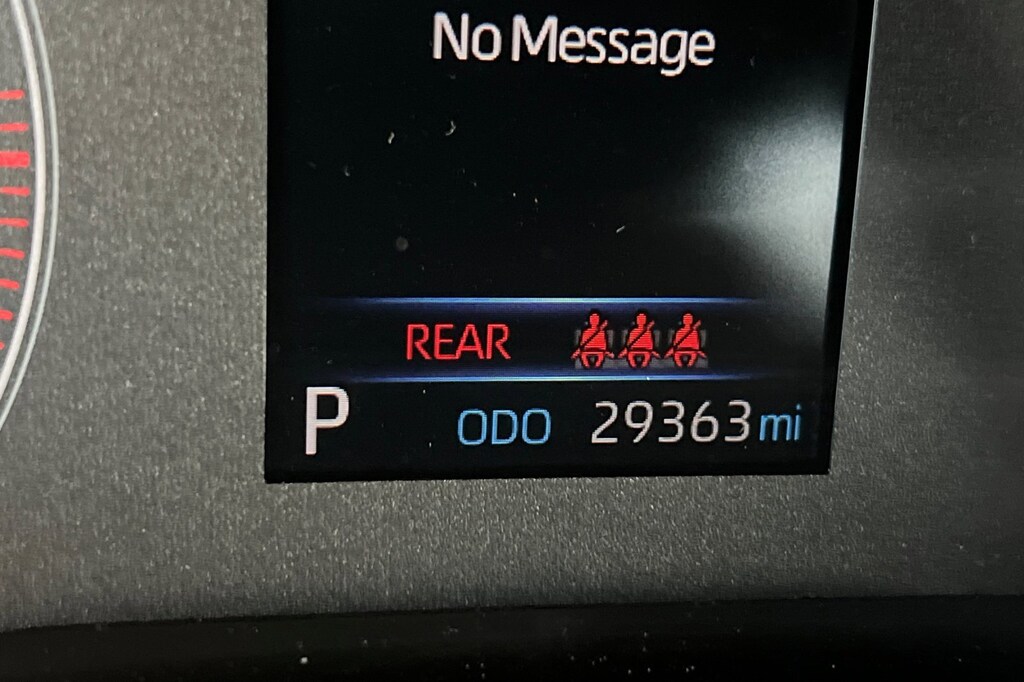 No Message
REAR
P ODO 29363 mi